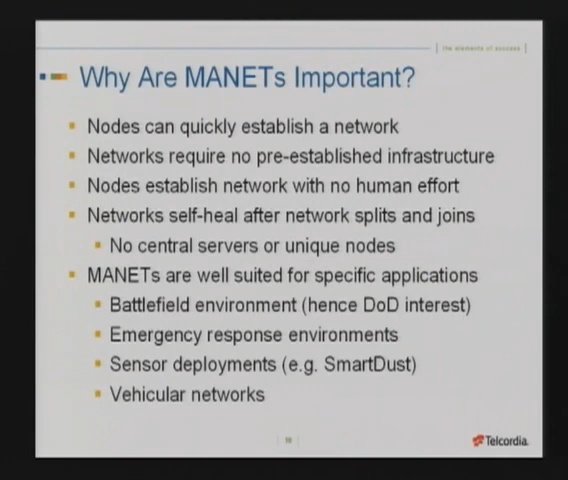 the elements of success
Why Are MANETs Important?
Nodes can quickly establish a network
Networks require no pre-established infrastructure
Nodes establish network with no human effort
Networks self-heal after network splits and joins
No central servers or unique nodes
MANETs are well suited for specific applications
Battlefield environment (hence DoD interest)
Emergency response environments
Sensor deployments (e.g. SmartDust)
Vehicular networks
Telcordia.